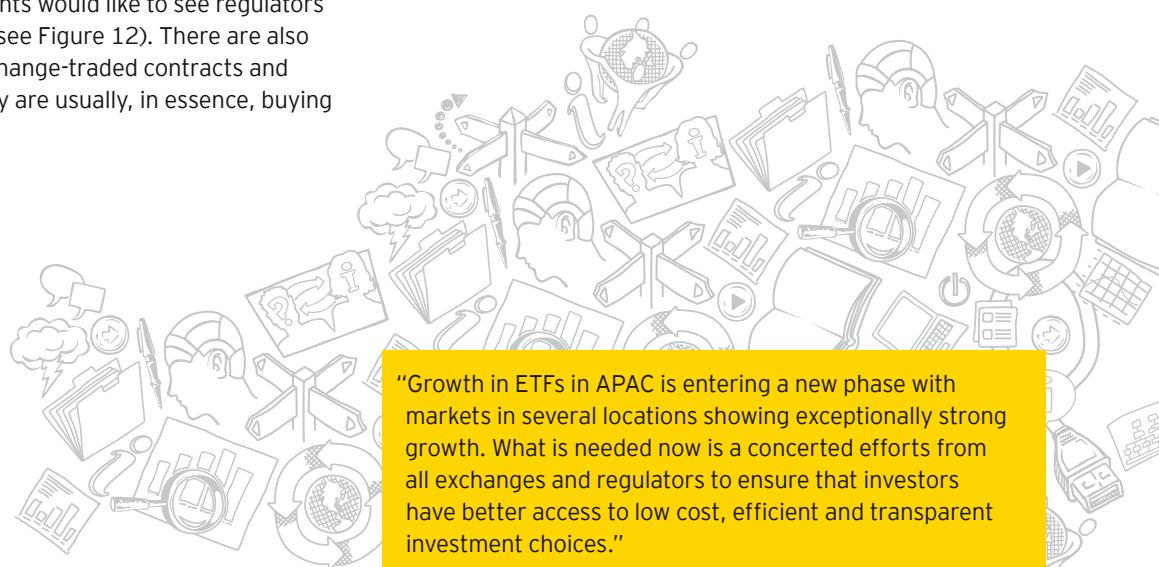 nts would like to see regulators
see Figure 12). There are also
hange-traded contracts and
y are usually, in essence, buying
“Growth in ETFs in APAC is entering a new phase with
markets in several locations showing exceptionally strong
growth. What is needed now is a concerted efforts from
all exchanges and regulators to ensure that investors
have better access to low cost, efficient and transparent
investment choices.”